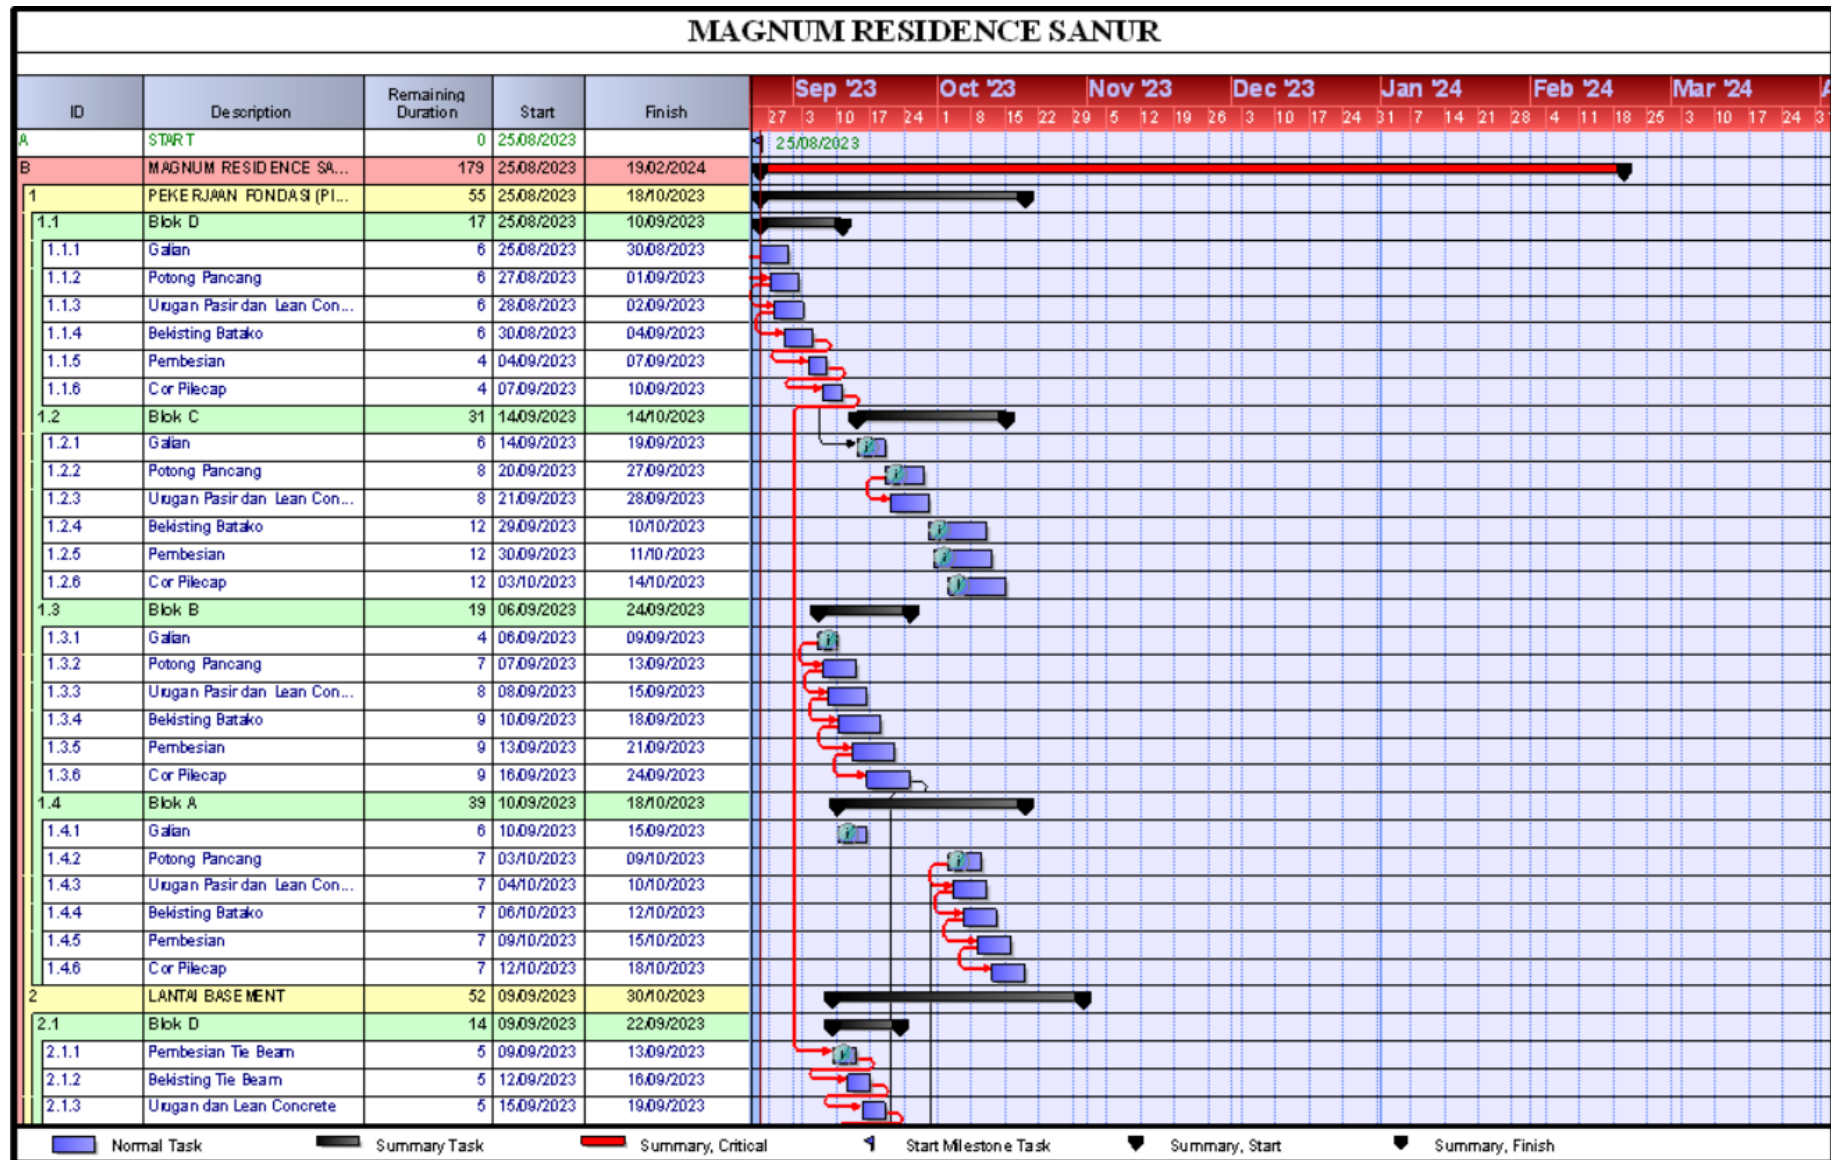 MAGNUM RESIDENCE SANUR
ID Description Remaining Duration Start Finish Sep '23 Oct '23 Nov '23 Dec '23 Jan '24 Feb '24 Mar '24 A
27 3 10 17 24 1 8 15 22 29 5 12 19 26 3 10 17 24 31 7 14 21 28 4 11 18 25 3 10 17 24 31
A START 0 25/08/2023 25/08/2023
B MAGNUM RESIDENCE SA... 179 25/08/2023 19/02/2024
1 PEKERJAAN FONDASI (PI... 55 25/08/2023 18/10/2023
1.1 Blok D 17 25/08/2023 10/09/2023
1.1.1 Galian 6 25/08/2023 30/08/2023
1.1.2 Potong Pancang 6 27/08/2023 01/09/2023
1.1.3 Urugan Pasir dan Lean Con... 6 28/08/2023 02/09/2023
1.1.4 Bekisting Batako 6 30/08/2023 04/09/2023
1.1.5 Pembesian 4 04/09/2023 07/09/2023
1.1.6 Cor Pilecap 4 07/09/2023 10/09/2023
1.2 Blok C 31 14/09/2023 14/10/2023
1.2.1 Galian 6 14/09/2023 19/09/2023
1.2.2 Potong Pancang 8 20/09/2023 27/09/2023
1.2.3 Urugan Pasir dan Lean Con... 8 21/09/2023 28/09/2023
1.2.4 Bekisting Batako 12 29/09/2023 10/10/2023
1.2.5 Pembesian 12 30/09/2023 11/10/2023
1.2.6 Cor Pilecap 12 03/10/2023 14/10/2023
1.3 Blok B 19 06/09/2023 24/09/2023
1.3.1 Galian 4 06/09/2023 09/09/2023
1.3.2 Potong Pancang 7 07/09/2023 13/09/2023
1.3.3 Urugan Pasir dan Lean Con... 8 08/09/2023 15/09/2023
1.3.4 Bekisting Batako 9 10/09/2023 18/09/2023
1.3.5 Pembesian 9 13/09/2023 21/09/2023
1.3.6 Cor Pilecap 9 16/09/2023 24/09/2023
1.4 Blok A 39 10/09/2023 18/10/2023
1.4.1 Galian 6 10/09/2023 15/09/2023
1.4.2 Potong Pancang 7 03/10/2023 09/10/2023
1.4.3 Urugan Pasir dan Lean Con... 7 04/10/2023 10/10/2023
1.4.4 Bekisting Batako 7 06/10/2023 12/10/2023
1.4.5 Pembesian 7 09/10/2023 15/10/2023
1.4.6 Cor Pilecap 7 12/10/2023 18/10/2023
2 LANTAI BASEMENT 52 09/09/2023 30/10/2023
2.1 Blok D 14 09/09/2023 22/09/2023
2.1.1 Pembesian Tie Beam 5 09/09/2023 13/09/2023
2.1.2 Bekisting Tie Beam 5 12/09/2023 16/09/2023
2.1.3 Urugan dan Lean Concrete 5 15/09/2023 19/09/2023
Normal Task Summary Task Summary, Critical Start Milestone Task Summary, Start Summary, Finish